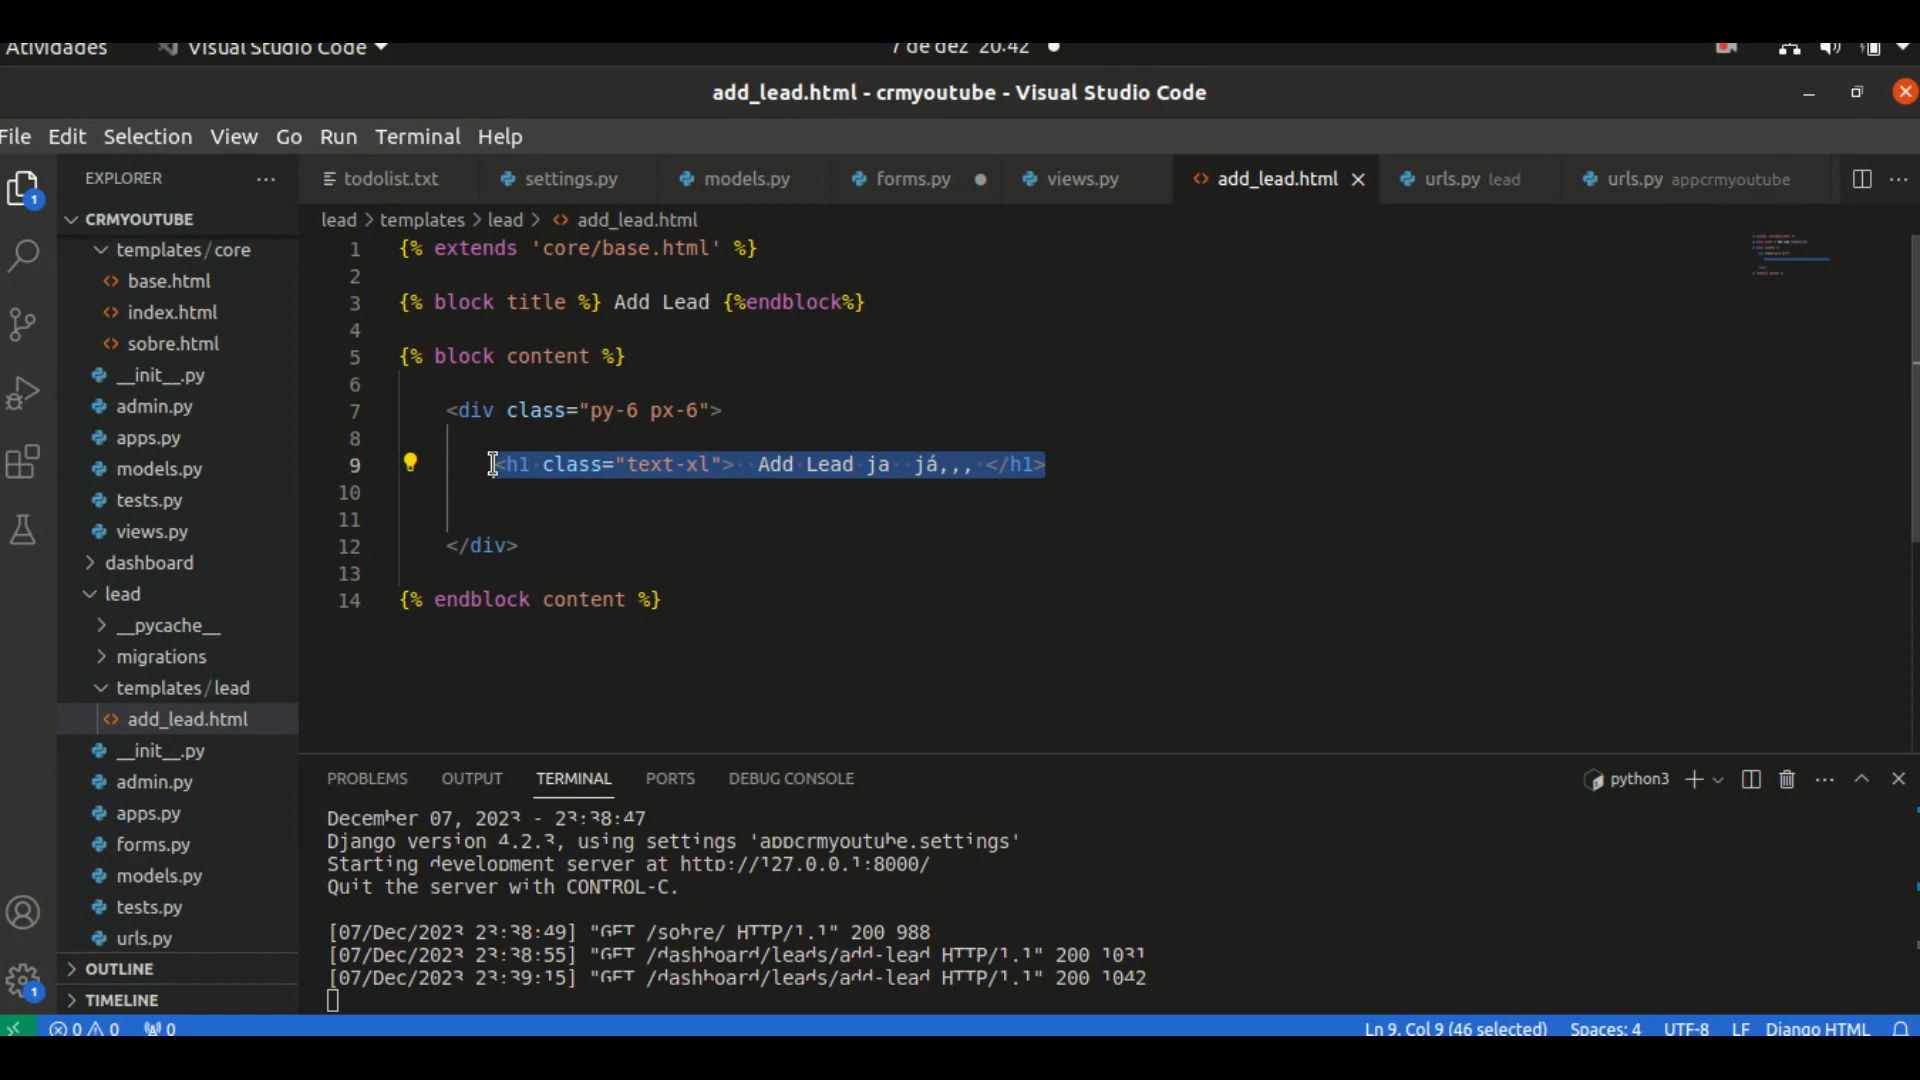 Atividades Visual Studio Code 7 de dez 20:42
add_lead.html - crmyoutube - Visual Studio Code
File Edit Selection View Go Run Terminal Help
EXPLORER
todolist.txt settings.py models.py forms.py views.py add_lead.html urls.py lead urls.py appcrmyoutube
1
CRMYOUTUBE
templates/core
base.html
index.html
sobre.html
__init__.py
admin.py
apps.py
models.py
tests.py
views.py
dashboard
lead
__pycache__
migrations
templates/lead
add_lead.html
__init__.py
admin.py
apps.py
forms.py
models.py
tests.py
urls.py
OUTLINE
TIMELINE
1
lead > templates > lead > add_lead.html
1 {% extends 'core/base.html' %}
2
3 {% block title %} Add Lead {%endblock%}
4
5 {% block content %}
6
7 <div class="py-6 px-6">
8
9 <h1 class="text-xl">  Add Lead ja  já,,, </h1>
10
11
12 </div>
13
14 {% endblock content %}
PROBLEMS OUTPUT TERMINAL PORTS DEBUG CONSOLE python3
December 07, 2023 - 23:38:47
Django version 4.2.3, using settings 'appcrmyoutube.settings'
Starting development server at http://127.0.0.1:8000/
Quit the server with CONTROL-C.
[07/Dec/2023 23:38:49] "GET /sobre/ HTTP/1.1" 200 988
[07/Dec/2023 23:38:55] "GET /dashboard/leads/add-lead HTTP/1.1" 200 1031
[07/Dec/2023 23:39:15] "GET /dashboard/leads/add-lead HTTP/1.1" 200 1042
0 0 0 Ln 9, Col 9 (46 selected) Spaces: 4 UTF-8 LF Django HTML